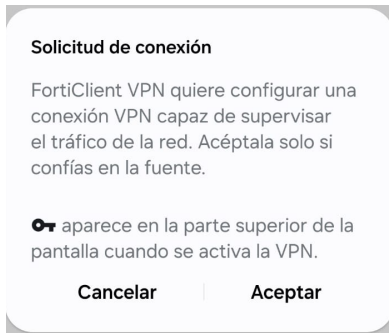 Solicitud de conexión
FortiClient VPN quiere configurar una
conexión VPN capaz de supervisar
el tráfico de la red. Acéptala solo si
confías en la fuente.
aparece en la parte superior de la
pantalla cuando se activa la VPN.
Cancelar Aceptar